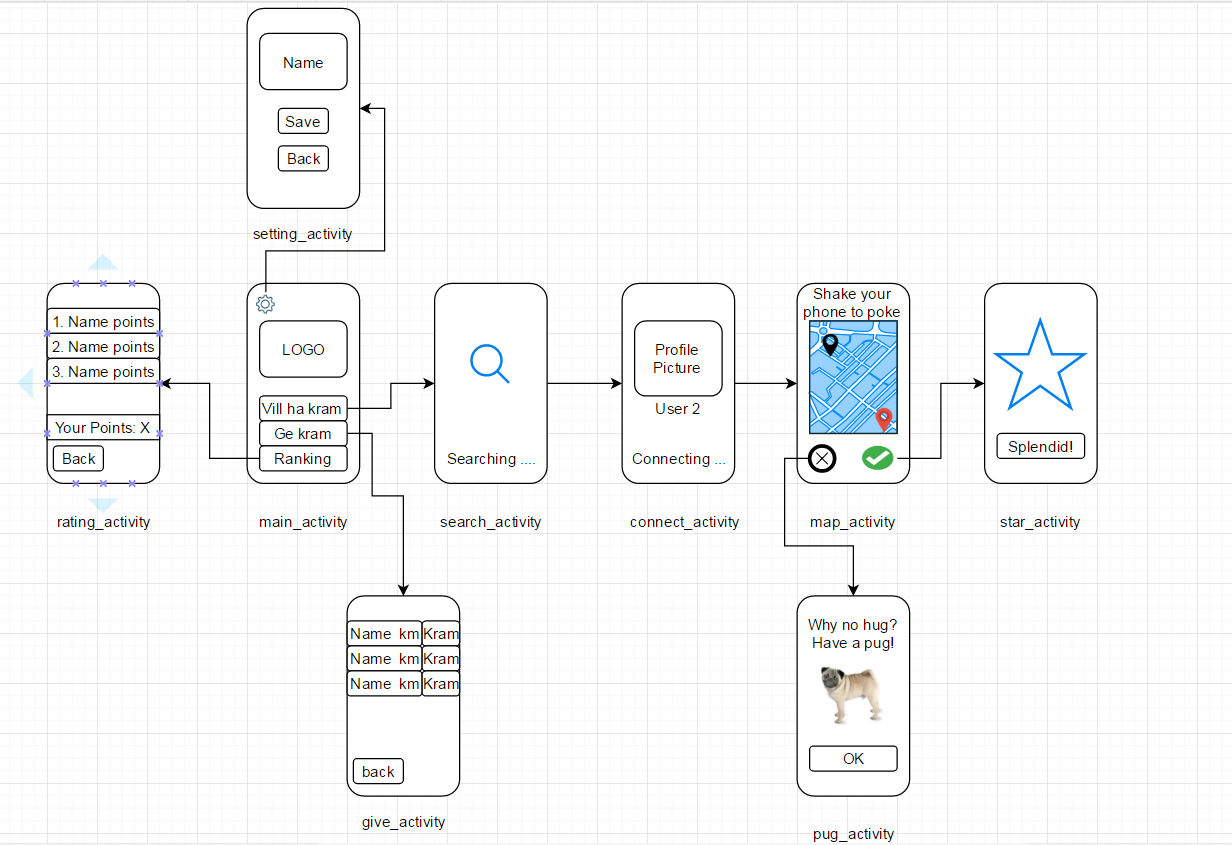 Name
Save
Back
setting_activity
1. Name points
2. Name points
3. Name points
Your Points: X
Back
rating_activity
LOGO
Vill ha kram
Ge kram
Ranking
main_activity
Searching ....
search_activity
Profile
Picture
User 2
Connecting ...
connect_activity
Shake your
phone to poke
map_activity
Splendid!
star_activity
Name km Kram
Name km Kram
Name km Kram
back
give_activity
Why no hug?
Have a pug!
OK
pug_activity